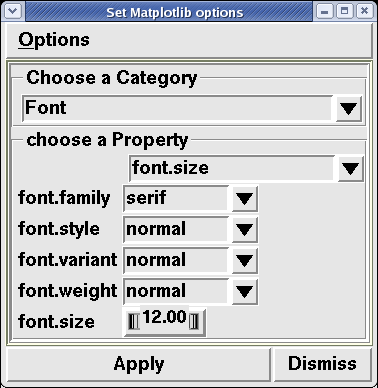 Set Matplotlib options
Options
Choose a Category
Font
choose a Property
font.size
font.family serif
font.style normal
font.variant normal
font.weight normal
font.size 12.00
Apply Dismiss